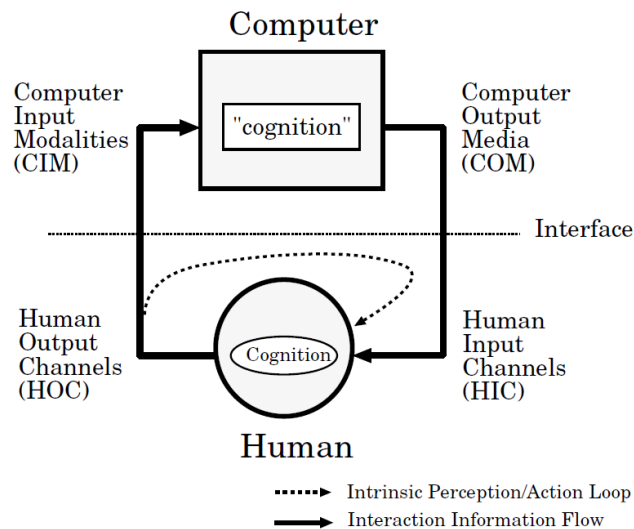 Computer
Computer
Input
Modalities
(CIM)
"cognition"
Computer
Output
Media
(COM)
Interface
Human
Output
Channels
(HOC)
Cognition
Human
Input
Channels
(HIC)
Human
Intrinsic Perception/Action Loop
Interaction Information Flow